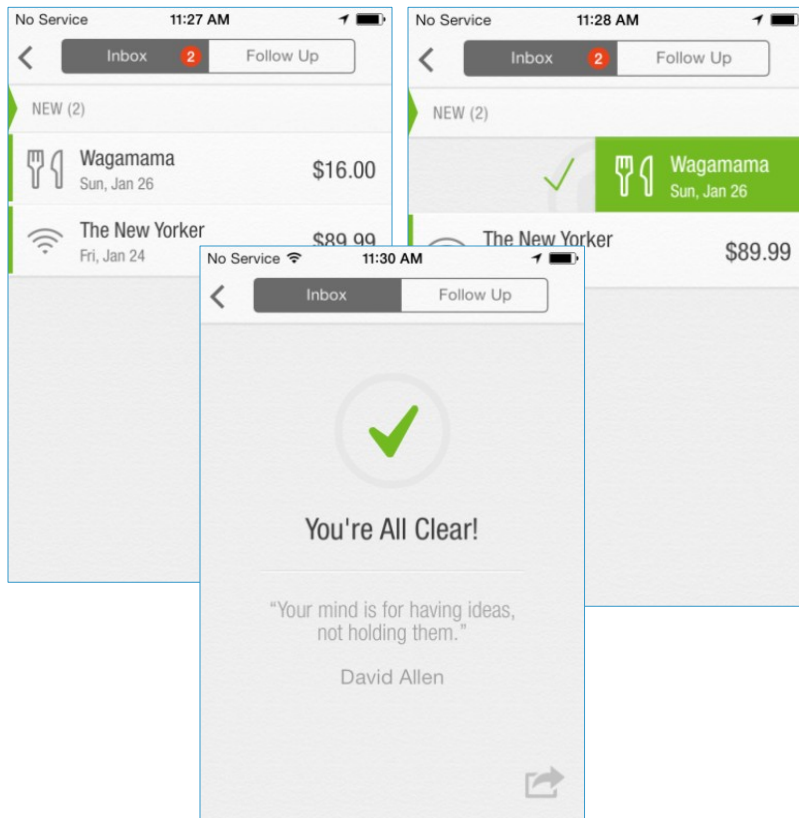 No Service 11:27 AM
Inbox 2 Follow Up
NEW (2)
Wagamama
Sun, Jan 26
$16.00
The New Yorker
Fri, Jan 24
$89.99
No Service 11:28 AM
Inbox 2 Follow Up
NEW (2)
Wagamama
Sun, Jan 26
The New Yorker
$89.99
No Service 11:30 AM
Inbox Follow Up
You're All Clear!
“Your mind is for having ideas,
not holding them.”
David Allen